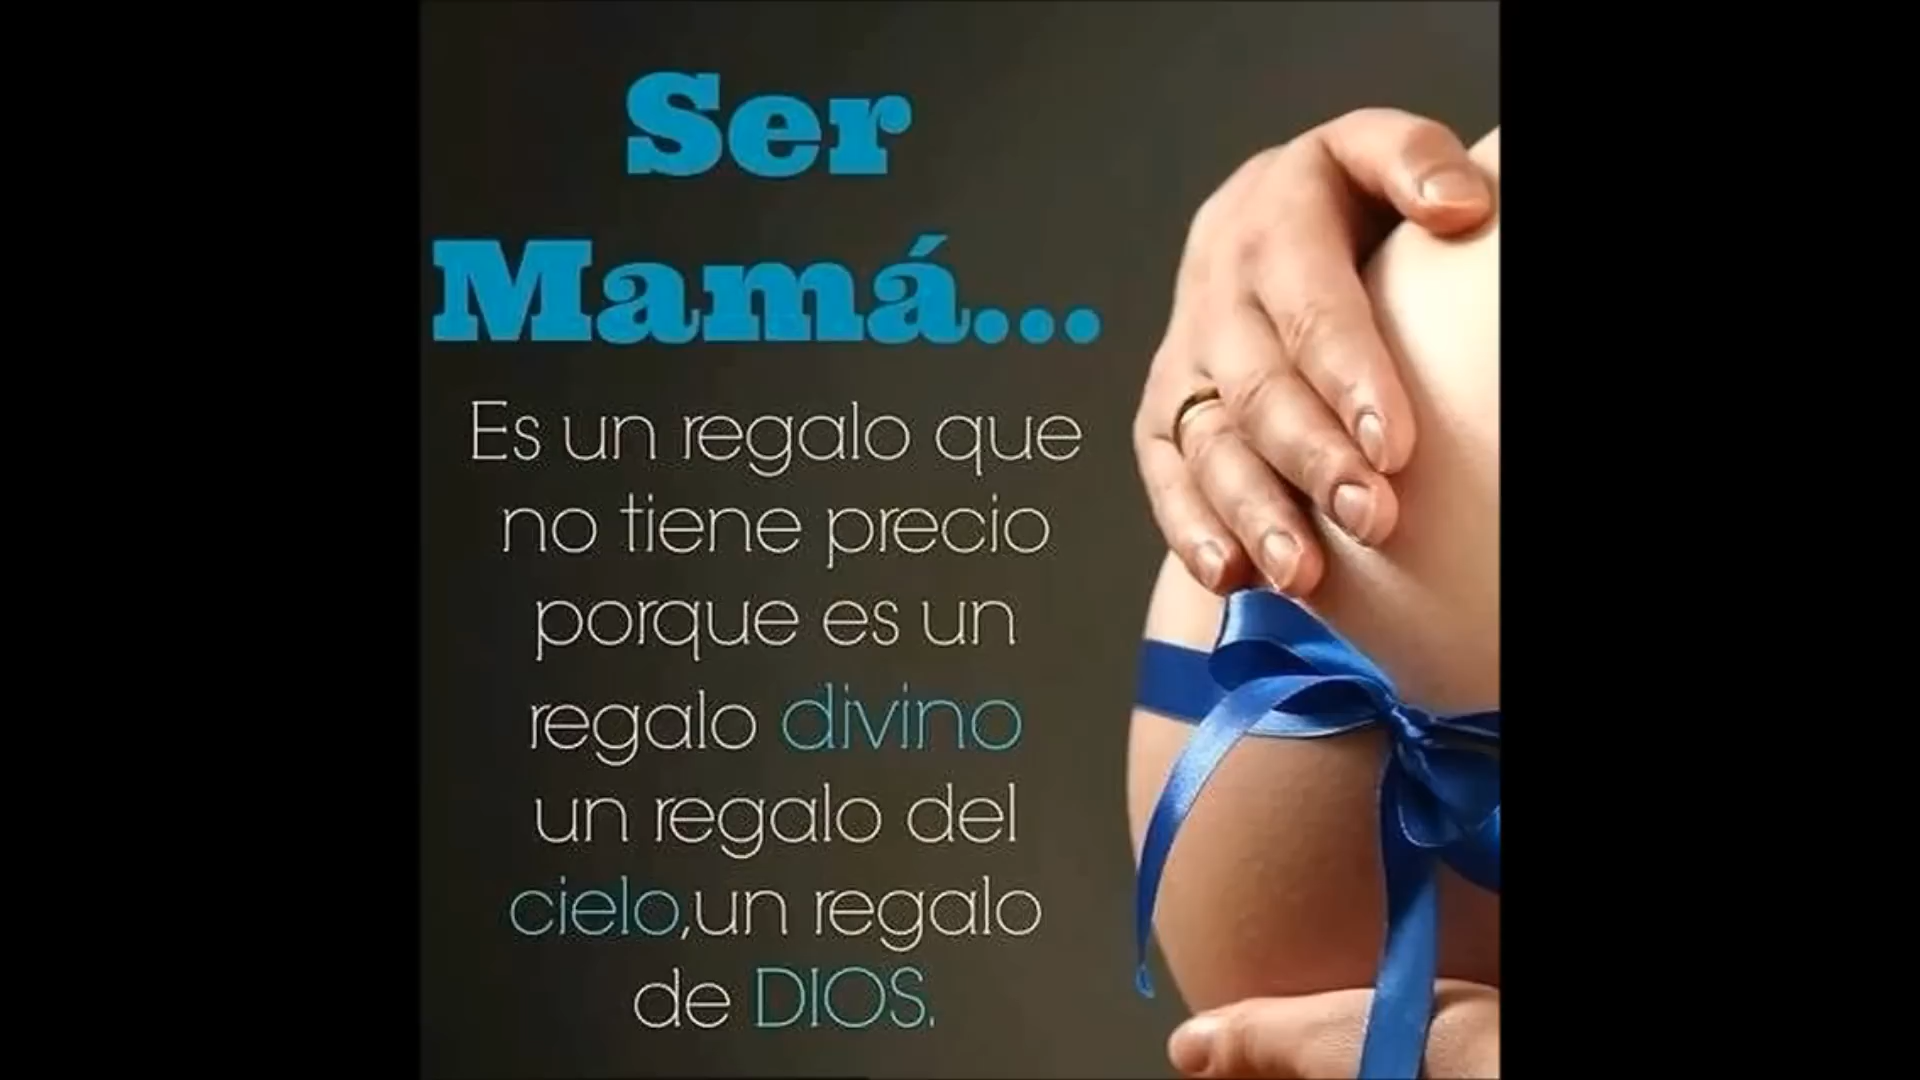 Ser
Mamá...
Es un regalo que
no tiene precio
porque es un
regalo divino
un regalo del
cielo,un regalo
de DIOS.